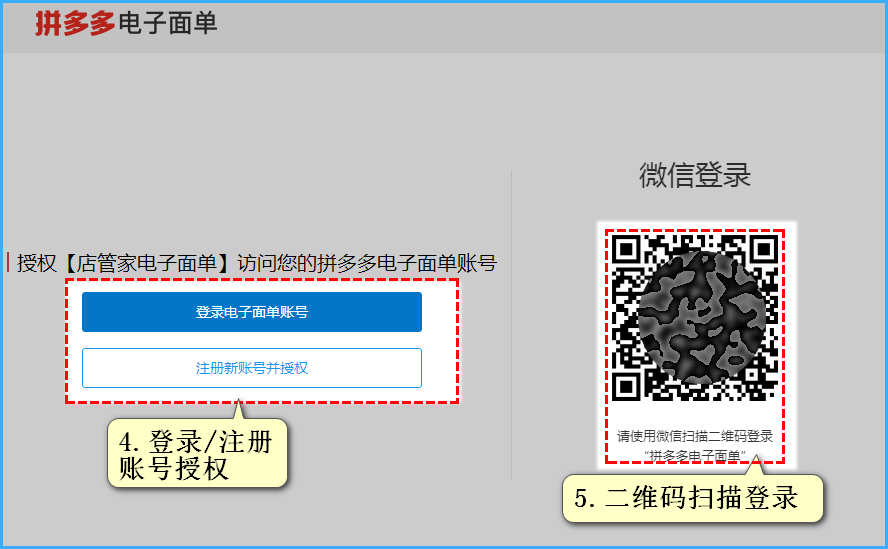 拼多多电子面单
授权【店管家电子面单】访问您的拼多多电子面单账号
登录电子面单账号
注册新账号并授权
4.登录/注册
账号授权
微信登录
请使用微信扫描二维码登录
“拼多多电子面单”
5.二维码扫描登录